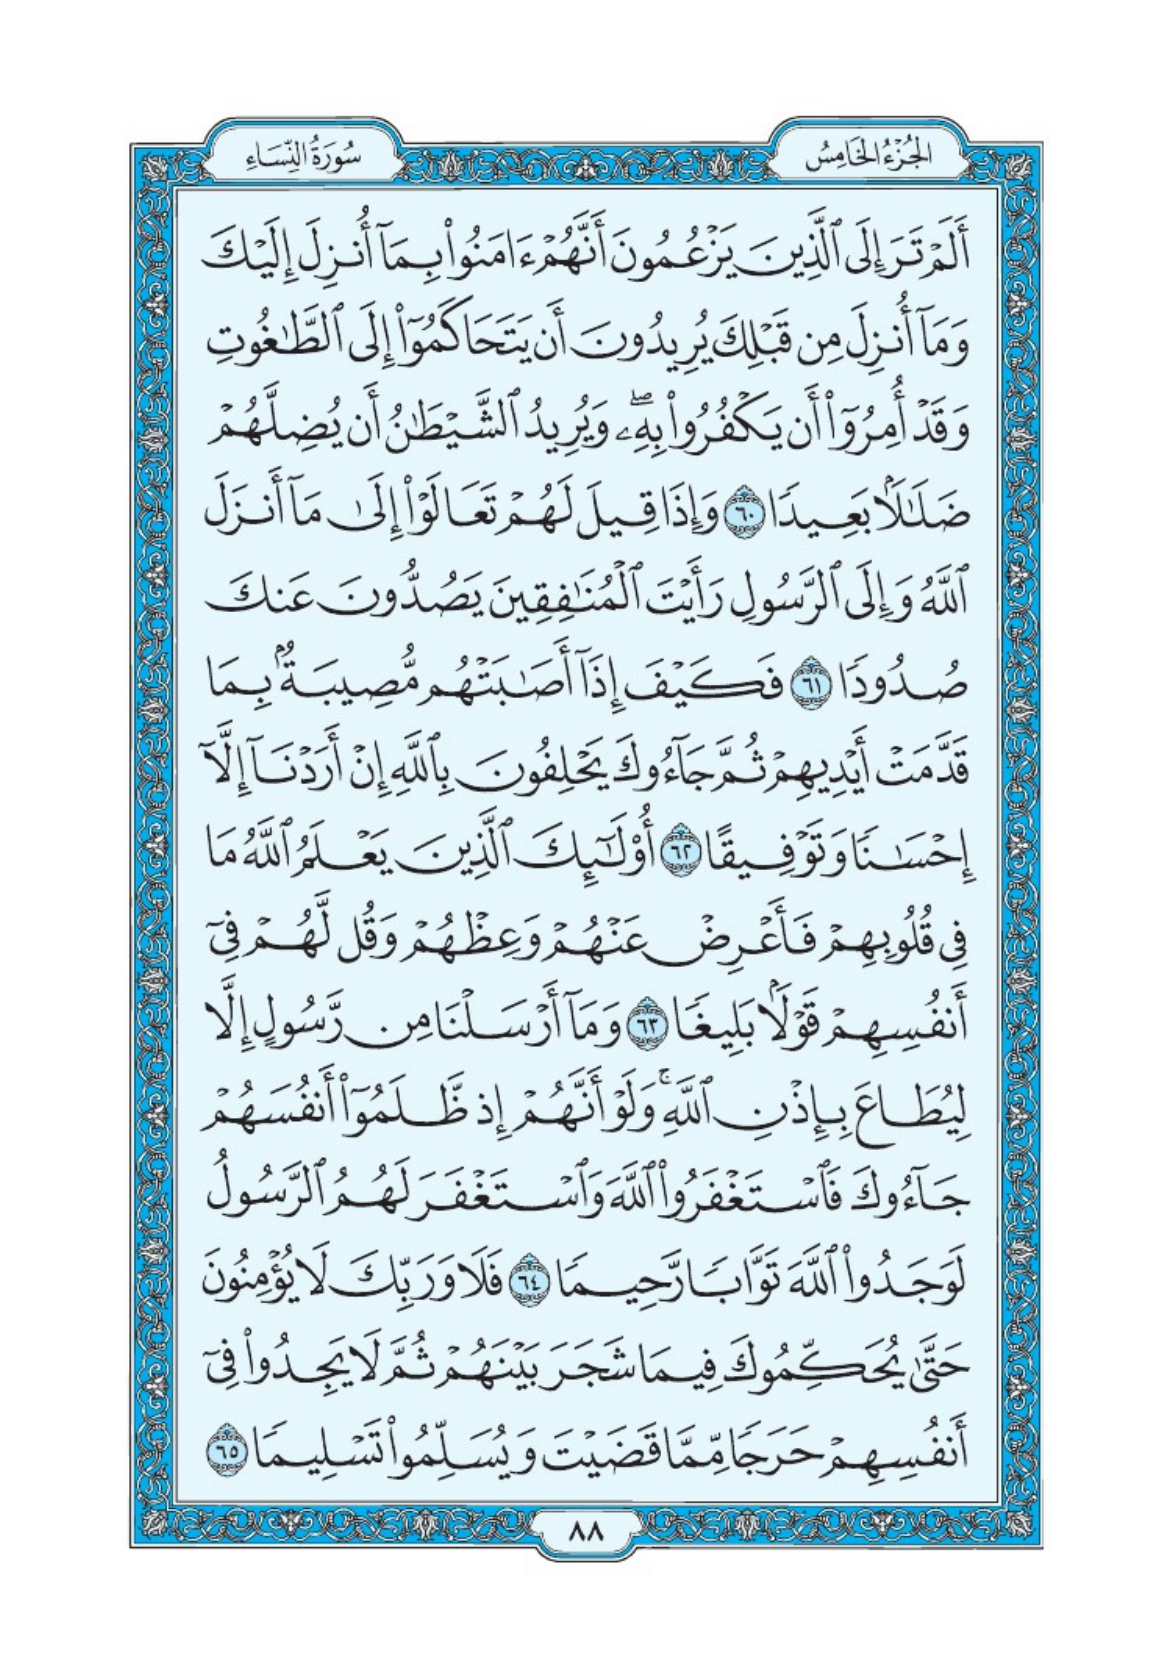 الجُزْءُ الخَامِسُ
سُورَةُ النِّسَاءِ
أَلَمْ تَرَ إِلَى ٱلَّذِينَ يَزْعُمُونَ أَنَّهُمْ ءَامَنُوا۟ بِمَآ أُنزِلَ إِلَيْكَ
وَمَآ أُنزِلَ مِن قَبْلِكَ يُرِيدُونَ أَن يَتَحَاكَمُوٓا۟ إِلَى ٱلطَّٰغُوتِ
وَقَدْ أُمِرُوٓا۟ أَن يَكْفُرُوا۟ بِهِۦۖ وَيُرِيدُ ٱلشَّيْطَٰنُ أَن يُضِلَّهُمْ
ضَلَٰلًۢا بَعِيدًا ٦٠ وَإِذَا قِيلَ لَهُمْ تَعَالَوْا۟ إِلَىٰ مَآ أَنزَلَ
ٱللَّهُ وَإِلَى ٱلرَّسُولِ رَأَيْتَ ٱلْمُنَٰفِقِينَ يَصُدُّونَ عَنكَ
صُدُودًا ٦١ فَكَيْفَ إِذَآ أَصَٰبَتْهُم مُّصِيبَةٌۢ بِمَا
قَدَّمَتْ أَيْدِيهِمْ ثُمَّ جَآءُوكَ يَحْلِفُونَ بِٱللَّهِ إِنْ أَرَدْنَآ إِلَّآ
إِحْسَٰنًا وَتَوْفِيقًا ٦٢ أُو۟لَٰٓئِكَ ٱلَّذِينَ يَعْلَمُ ٱللَّهُ مَا
فِى قُلُوبِهِمْ فَأَعْرِضْ عَنْهُمْ وَعِظْهُمْ وَقُل لَّهُمْ فِىٓ
أَنفُسِهِمْ قَوْلًۢا بَلِيغًا ٦٣ وَمَآ أَرْسَلْنَا مِن رَّسُولٍ إِلَّا
لِيُطَاعَ بِإِذْنِ ٱللَّهِۚ وَلَوْ أَنَّهُمْ إِذ ظَّلَمُوٓا۟ أَنفُسَهُمْ
جَآءُوكَ فَٱسْتَغْفَرُوا۟ ٱللَّهَ وَٱسْتَغْفَرَ لَهُمُ ٱلرَّسُولُ
لَوَجَدُوا۟ ٱللَّهَ تَوَّابًا رَّحِيمًا ٦٤ فَلَا وَرَبِّكَ لَا يُؤْمِنُونَ
حَتَّىٰ يُحَكِّمُوكَ فِيمَا شَجَرَ بَيْنَهُمْ ثُمَّ لَا يَجِدُوا۟ فِىٓ
أَنفُسِهِمْ حَرَجًا مِّمَّا قَضَيْتَ وَيُسَلِّمُوا۟ تَسْلِيمًا ٦٥
٨٨